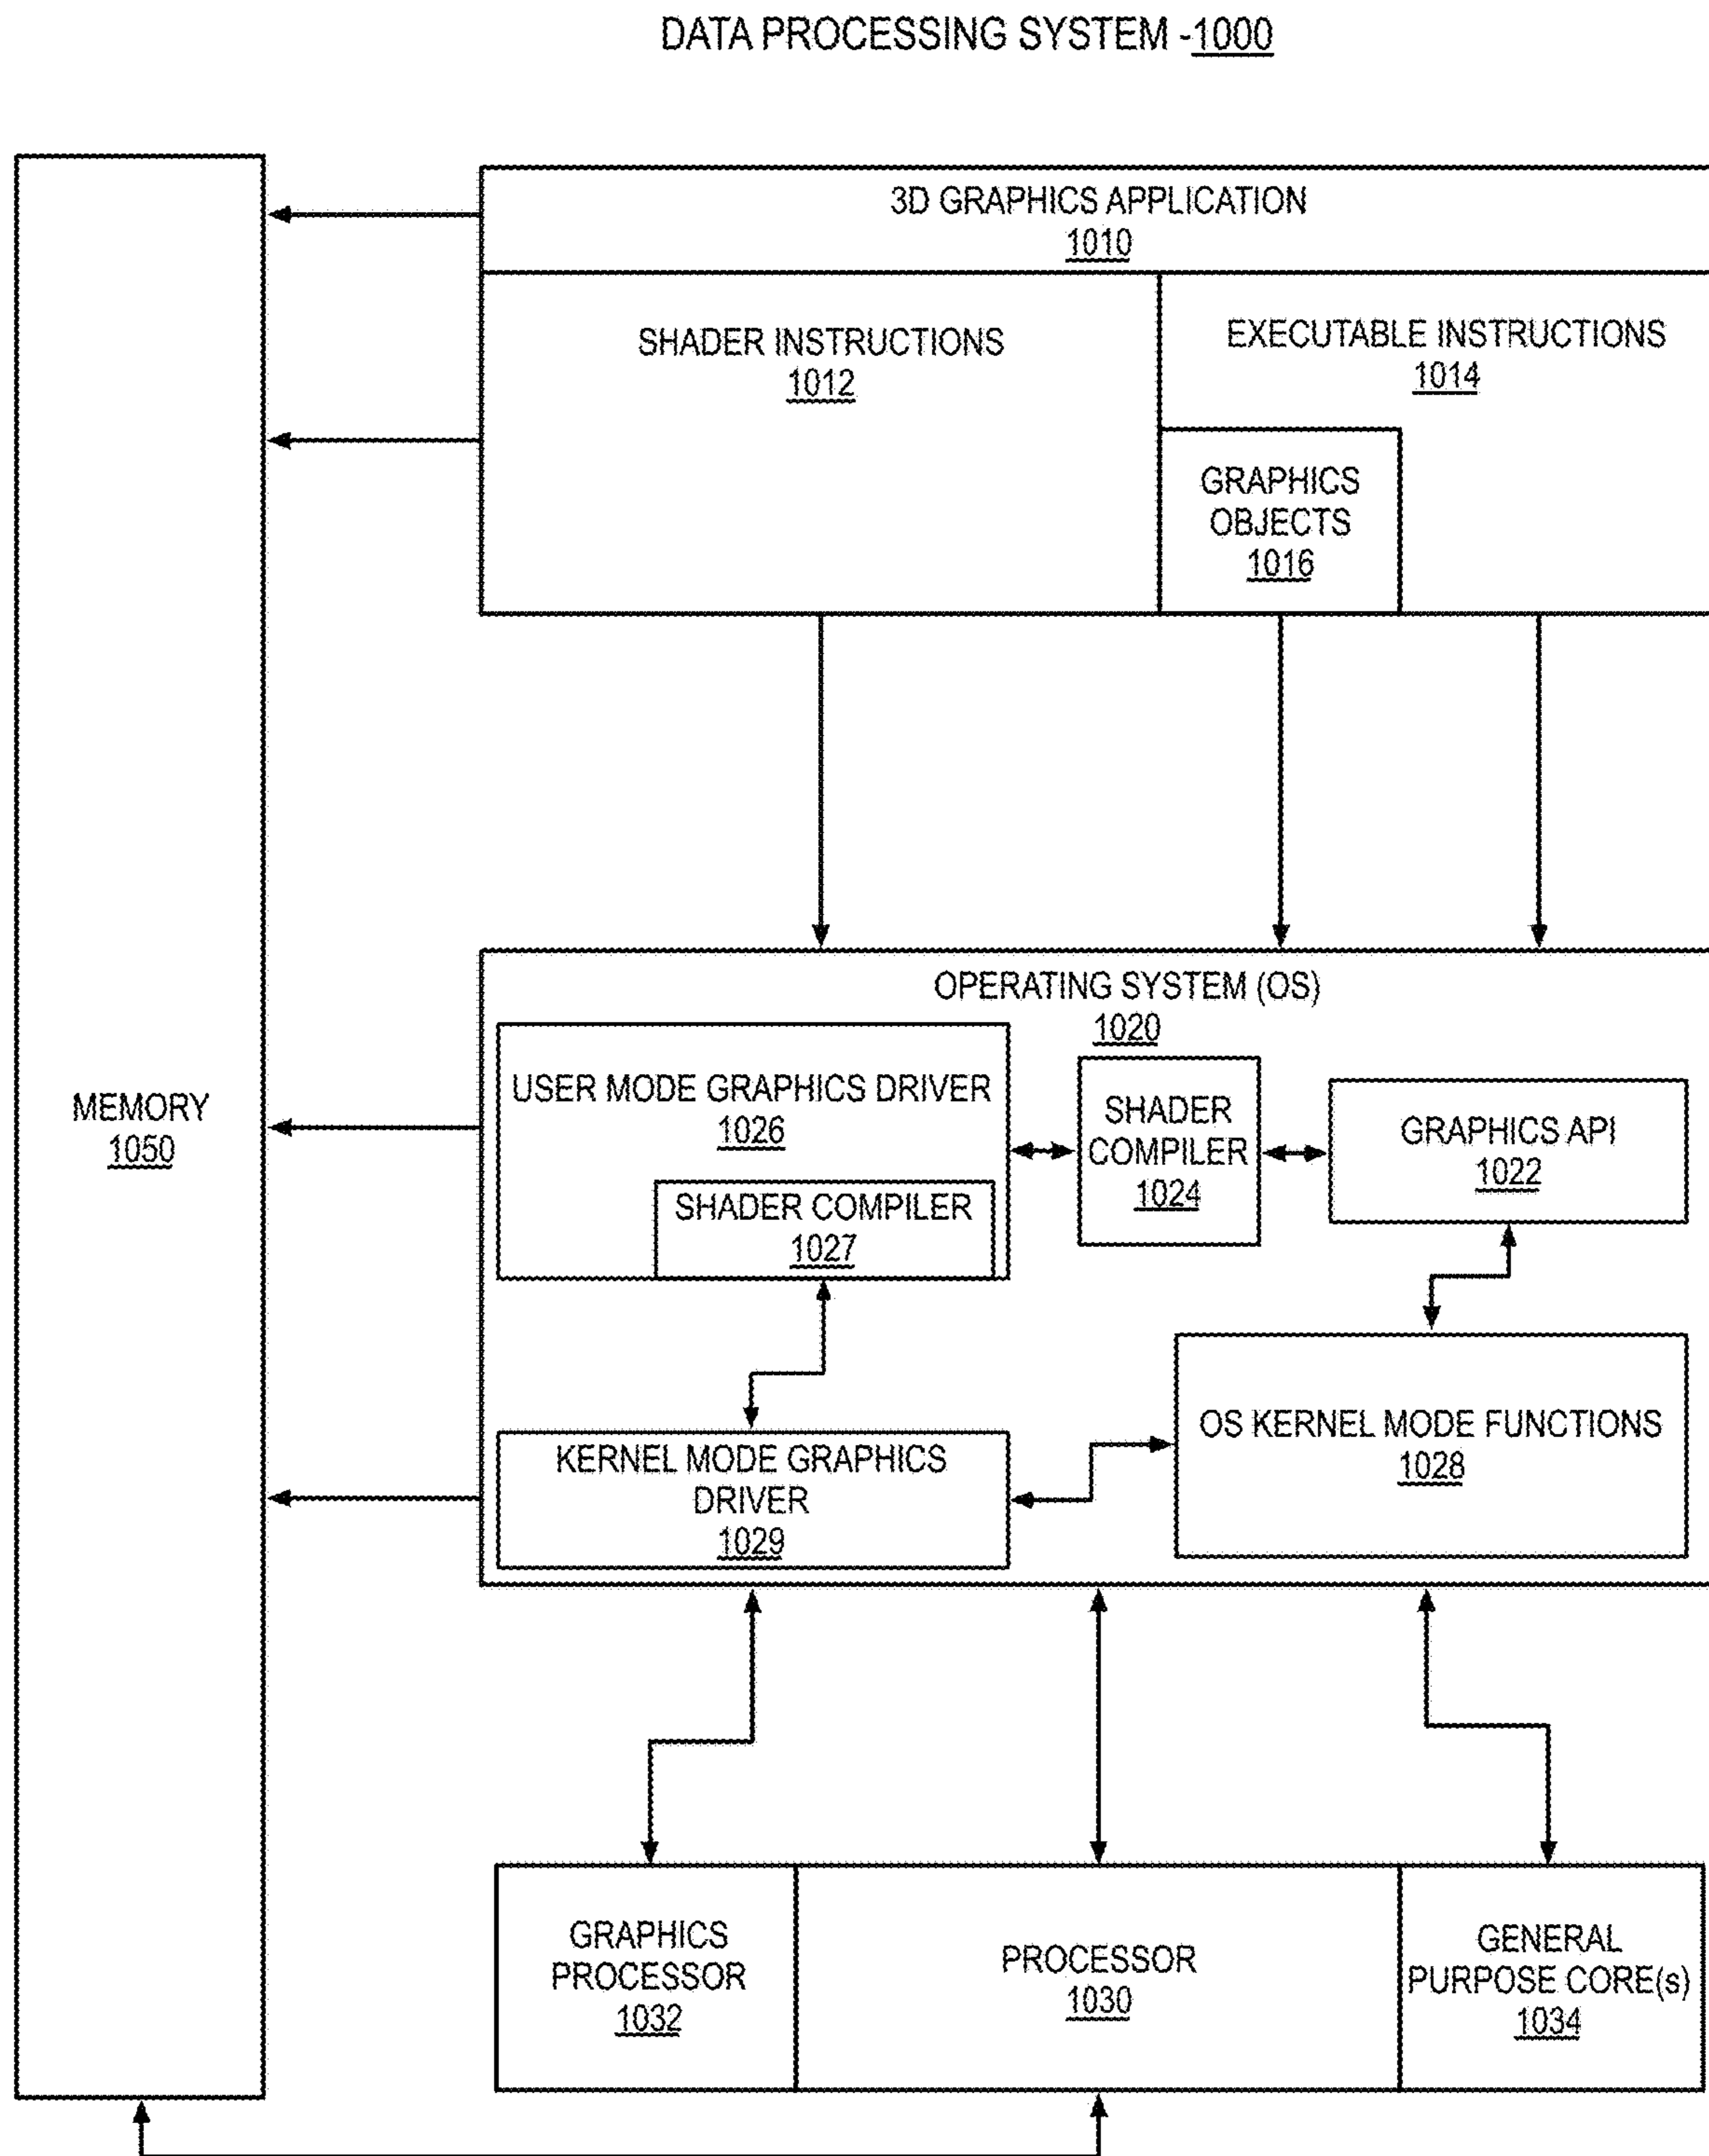 DATA PROCESSING SYSTEM -1000
3D GRAPHICS APPLICATION
1010
SHADER INSTRUCTIONS
1012
EXECUTABLE INSTRUCTIONS
1014
GRAPHICS
OBJECTS
1016
MEMORY
1050
OPERATING SYSTEM (OS)
1020
USER MODE GRAPHICS DRIVER
1026
SHADER COMPILER
1027
SHADER
COMPILER
1024
GRAPHICS API
1022
KERNEL MODE GRAPHICS
DRIVER
1029
OS KERNEL MODE FUNCTIONS
1028
GRAPHICS
PROCESSOR
1032
PROCESSOR
1030
GENERAL
PURPOSE CORE(s)
1034